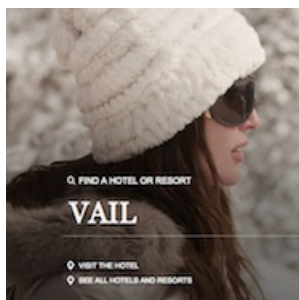 FIND A HOTEL OR RESORT
VAIL
VISIT THE HOTEL
SEE ALL HOTELS AND RESORTS